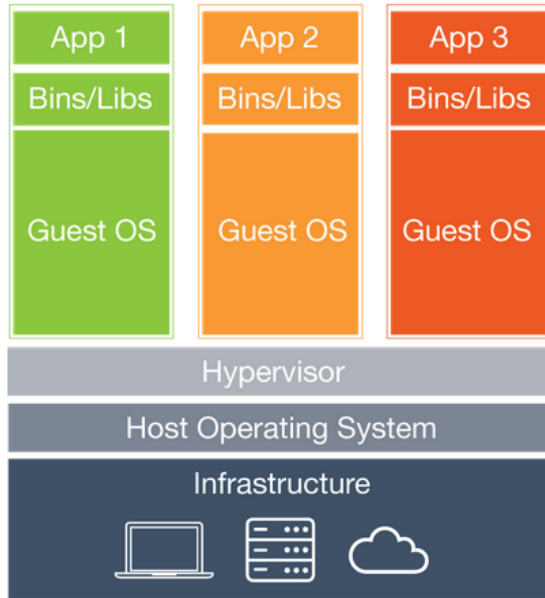 App 1
App 2
App 3
Bins/Libs
Bins/Libs
Bins/Libs
Guest OS
Guest OS
Guest OS
Hypervisor
Host Operating System
Infrastructure